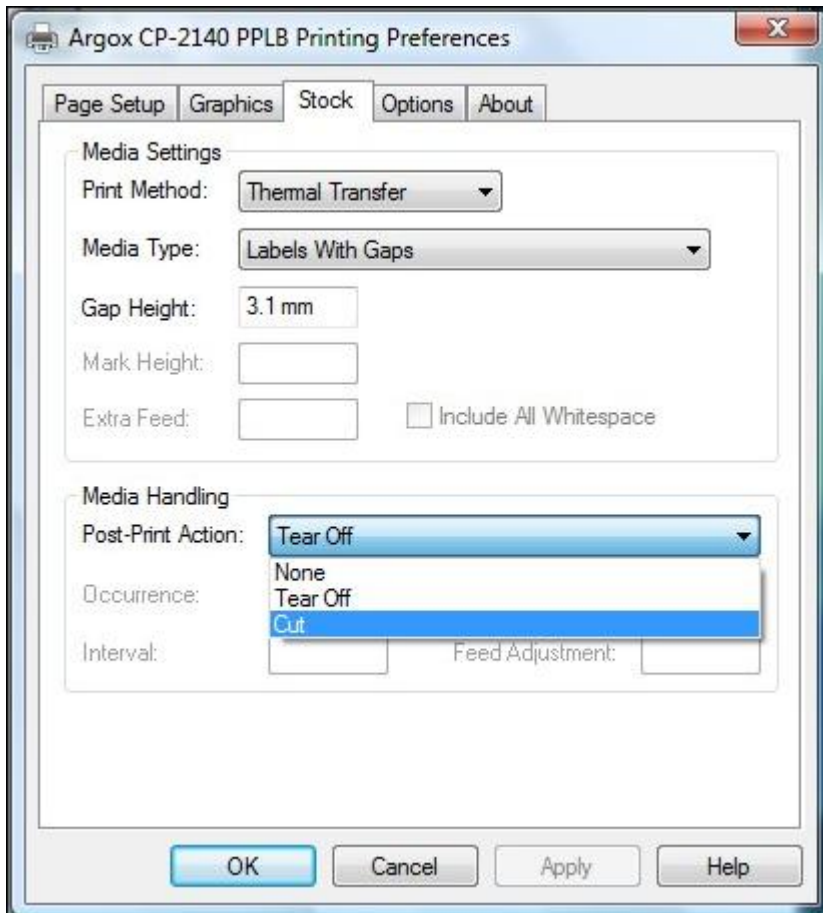 Argox CP-2140 PPLB Printing Preferences
Page Setup Graphics Stock Options About
Media Settings
Print Method: Thermal Transfer
Media Type: Labels With Gaps
Gap Height: 3.1 mm
Mark Height:
Extra Feed: Include All Whitespace
Media Handling
Post-Print Action: Tear Off
None
Occurrence: Tear Off
Cut
Interval: Feed Adjustment:
OK Cancel Apply Help